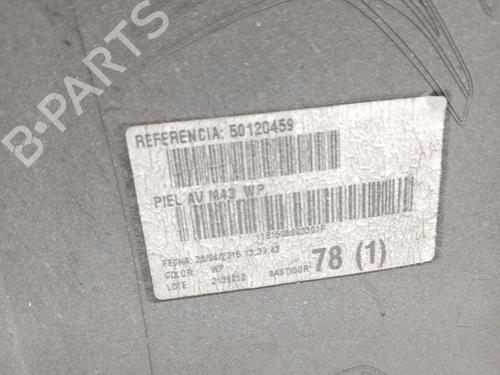 B-PARTS
REFERENCIA: 50120459
PIEL AV M43 WP
FECHA: 28/04/2016 13:39:43
COLOR: WP
LOTE BASTIDOR: 78 (1)